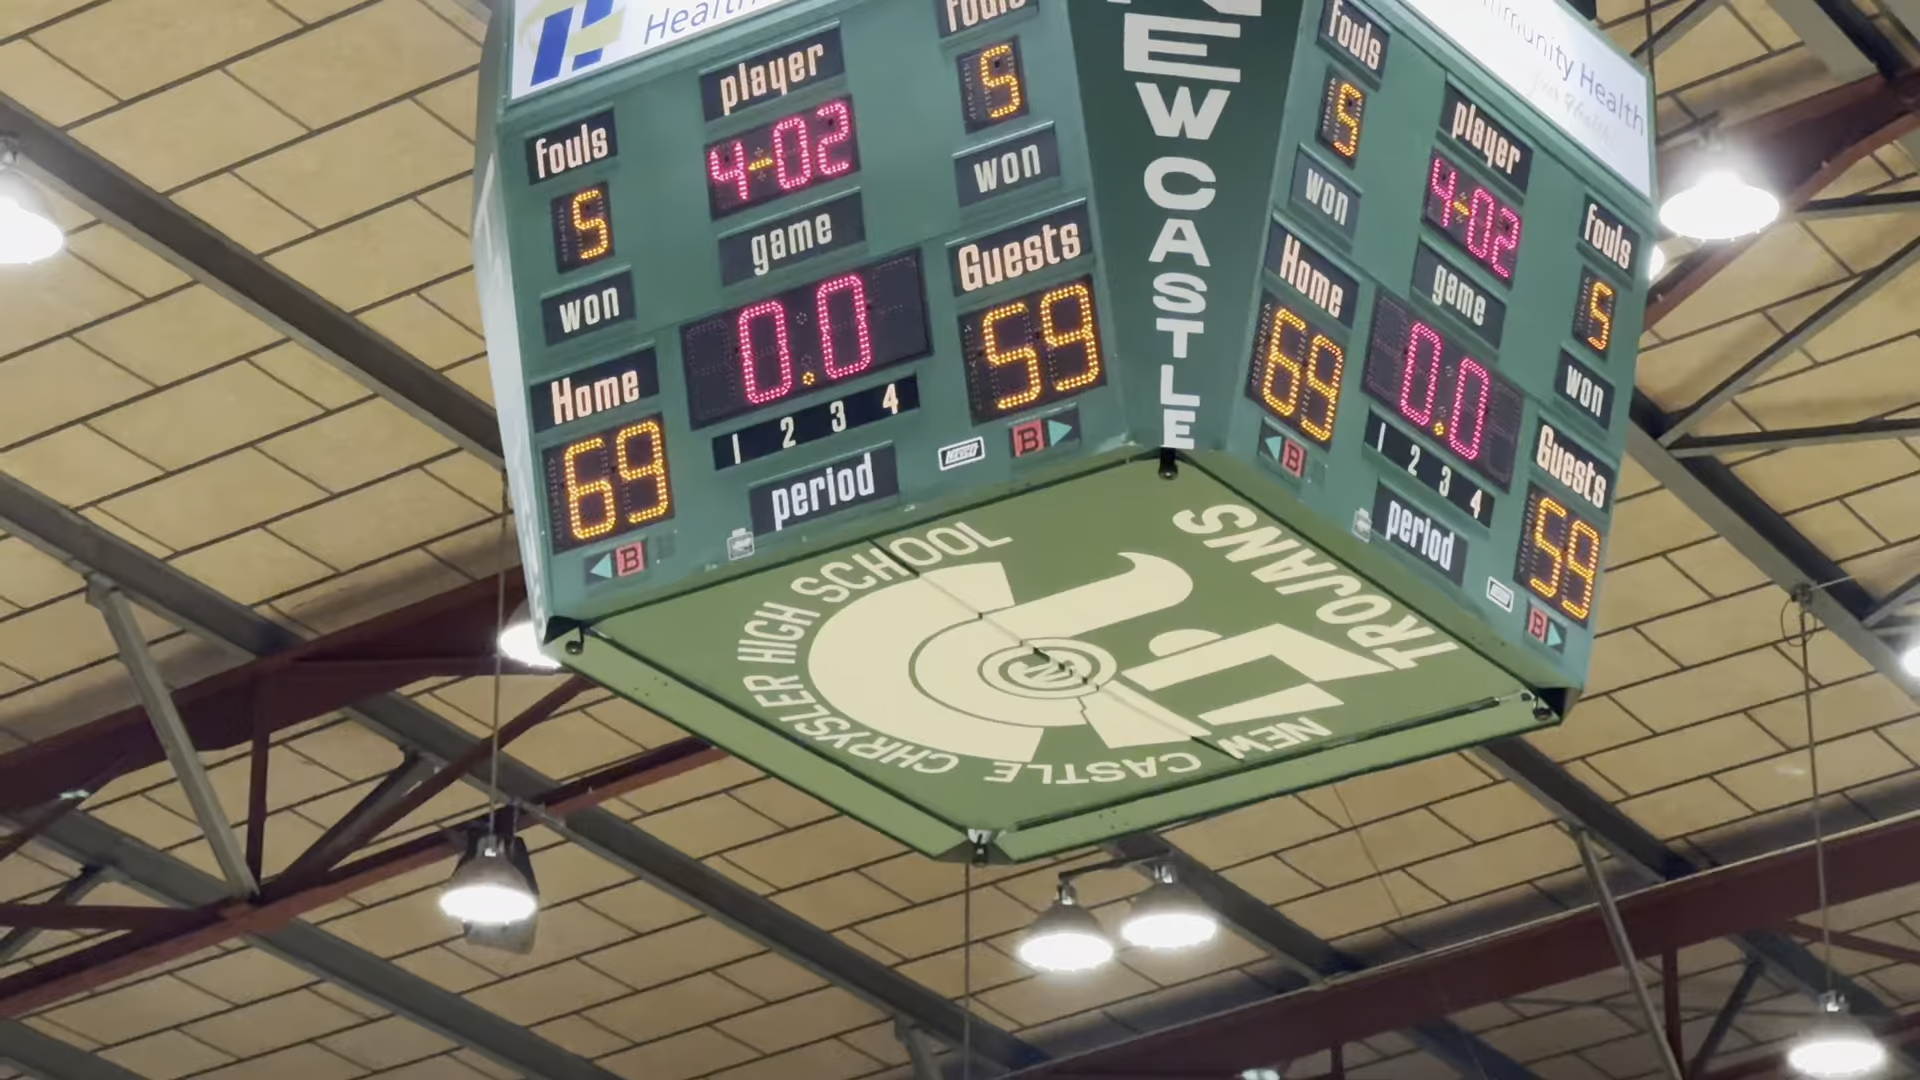 Health
player
fouls
4-02
5
fouls
5
won
game
won
Guests
0.0
59
Home
1 2 3 4
69
period
B
B
NEWCASTLE
fouls
5
player
4-02
won
fouls
5
game
Home
0.0
won
69
1 2 3 4
Guests
B
period
59
B
Community Health
NEW CASTLE CHRYSLER HIGH SCHOOL
TROJANS